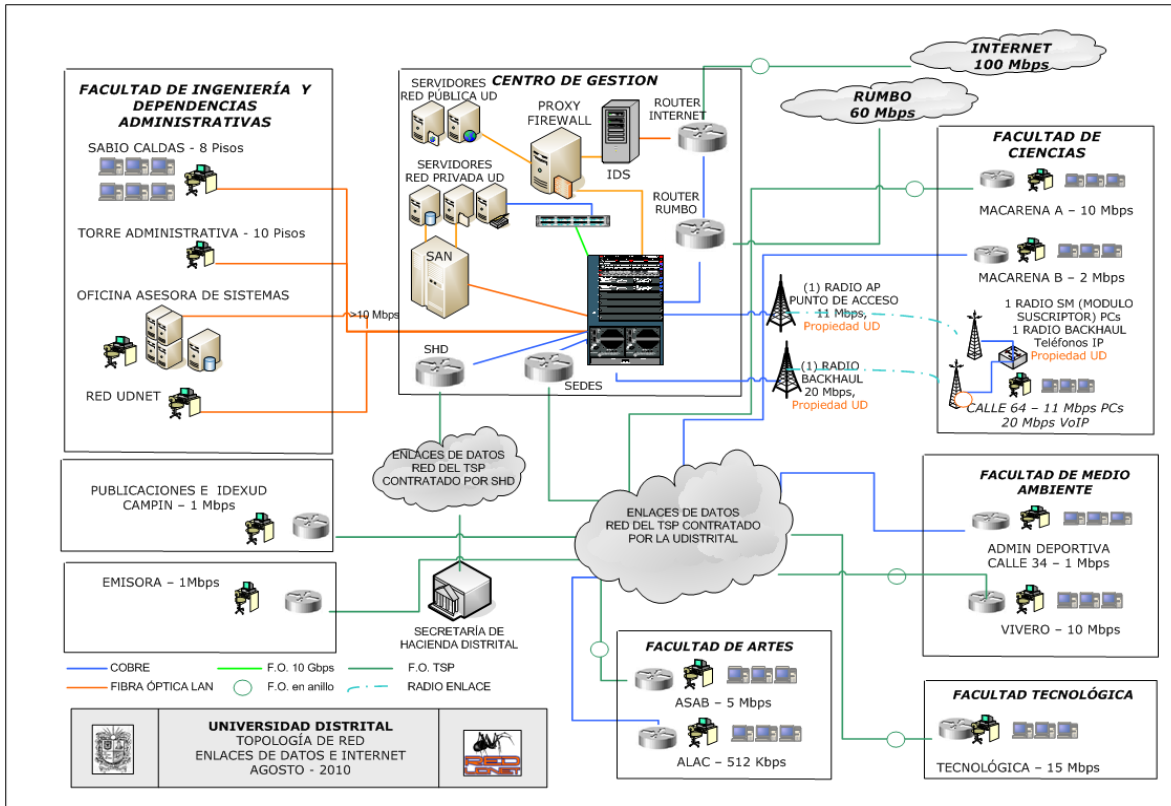 INTERNET
100 Mbps
RUMBO
60 Mbps
FACULTAD DE INGENIERÍA Y
DEPENDENCIAS
ADMINISTRATIVAS
SABIO CALDAS - 8 Pisos
TORRE ADMINISTRATIVA - 10 Pisos
OFICINA ASESORA DE SISTEMAS
RED UDNET
>10 Mbps
CENTRO DE GESTION
SERVIDORES
RED PÚBLICA UD
PROXY
FIREWALL
IDS
ROUTER
INTERNET
SERVIDORES
RED PRIVADA UD
ROUTER
RUMBO
SAN
SHD
SEDES
(1) RADIO AP
PUNTO DE ACCESO
11 Mbps,
Propiedad UD
(1) RADIO
BACKHAUL
20 Mbps,
Propiedad UD
FACULTAD DE
CIENCIAS
MACARENA A – 10 Mbps
MACARENA B – 2 Mbps
1 RADIO SM (MODULO
SUSCRIPTOR) PCs
1 RADIO BACKHAUL
Teléfonos IP
Propiedad UD
CALLE 64 – 11 Mbps PCs
20 Mbps VoIP
ENLACES DE DATOS
RED DEL TSP
CONTRATADO POR SHD
ENLACES DE DATOS
RED DEL TSP CONTRATADO
POR LA UDISTRITAL
PUBLICACIONES E IDEXUD
CAMPIN – 1 Mbps
EMISORA – 1Mbps
SECRETARÍA DE
HACIENDA DISTRITAL
FACULTAD DE MEDIO
AMBIENTE
ADMIN DEPORTIVA
CALLE 34 – 1 Mbps
VIVERO – 10 Mbps
FACULTAD DE ARTES
ASAB – 5 Mbps
ALAC – 512 Kbps
FACULTAD TECNOLÓGICA
TECNOLÓGICA – 15 Mbps
COBRE
F.O. 10 Gbps
F.O. TSP
FIBRA ÓPTICA LAN
F.O. en anillo
RADIO ENLACE
UNIVERSIDAD DISTRITAL
TOPOLOGÍA DE RED
ENLACES DE DATOS E INTERNET
AGOSTO - 2010
RED
UDNET